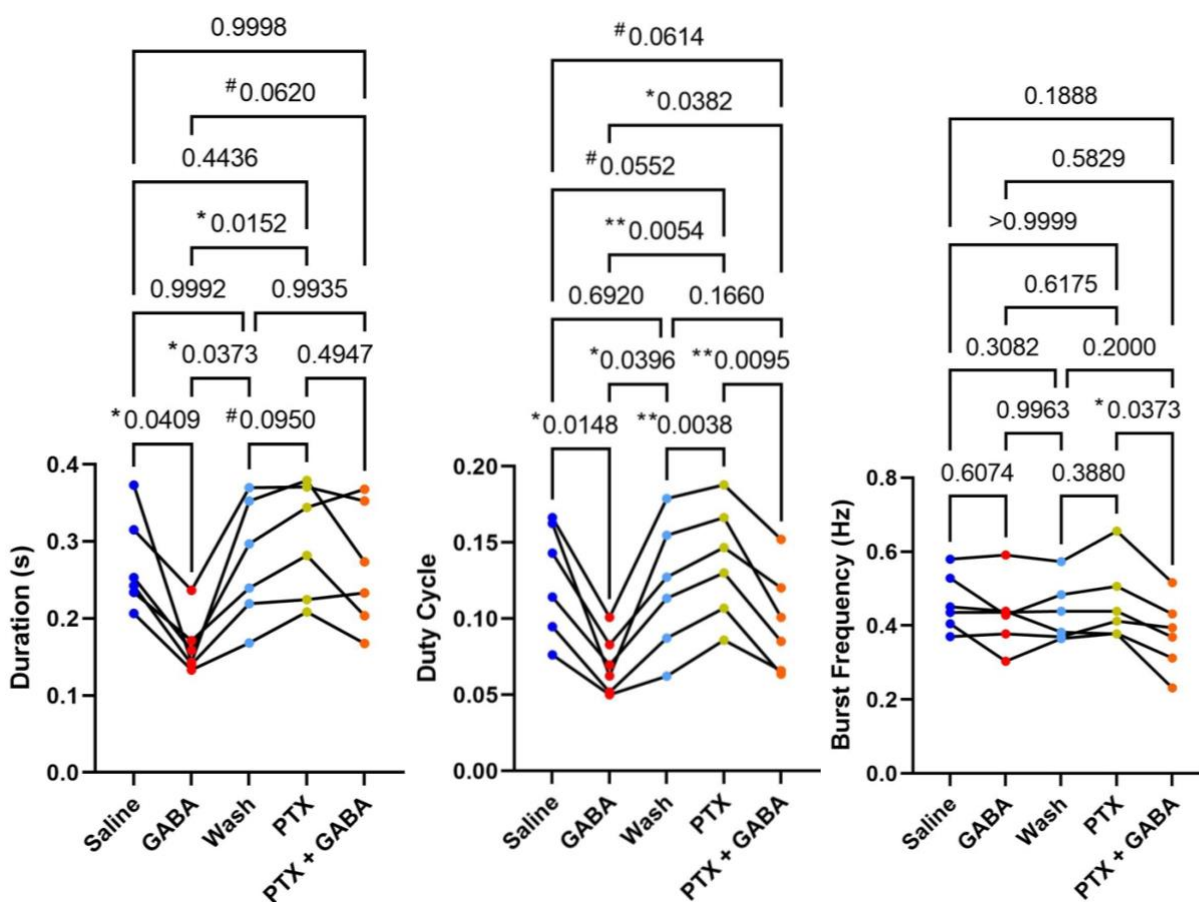 0.9998
#0.0620
0.4436
*0.0152
0.9992 0.9935
*0.0373 0.4947
*0.0409 #0.0950
Duration (s)
0.4
0.3
0.2
0.1
0.0
Saline
GABA
Wash
PTX
PTX + GABA
#0.0614
*0.0382
#0.0552
**0.0054
0.6920 0.1660
*0.0396 **0.0095
*0.0148 **0.0038
Duty Cycle
0.20
0.15
0.10
0.05
0.00
Saline
GABA
Wash
PTX
PTX + GABA
0.1888
0.5829
>0.9999
0.6175
0.3082 0.2000
0.9963 *0.0373
0.6074 0.3880
Burst Frequency (Hz)
0.8
0.6
0.4
0.2
0.0
Saline
GABA
Wash
PTX
PTX + GABA